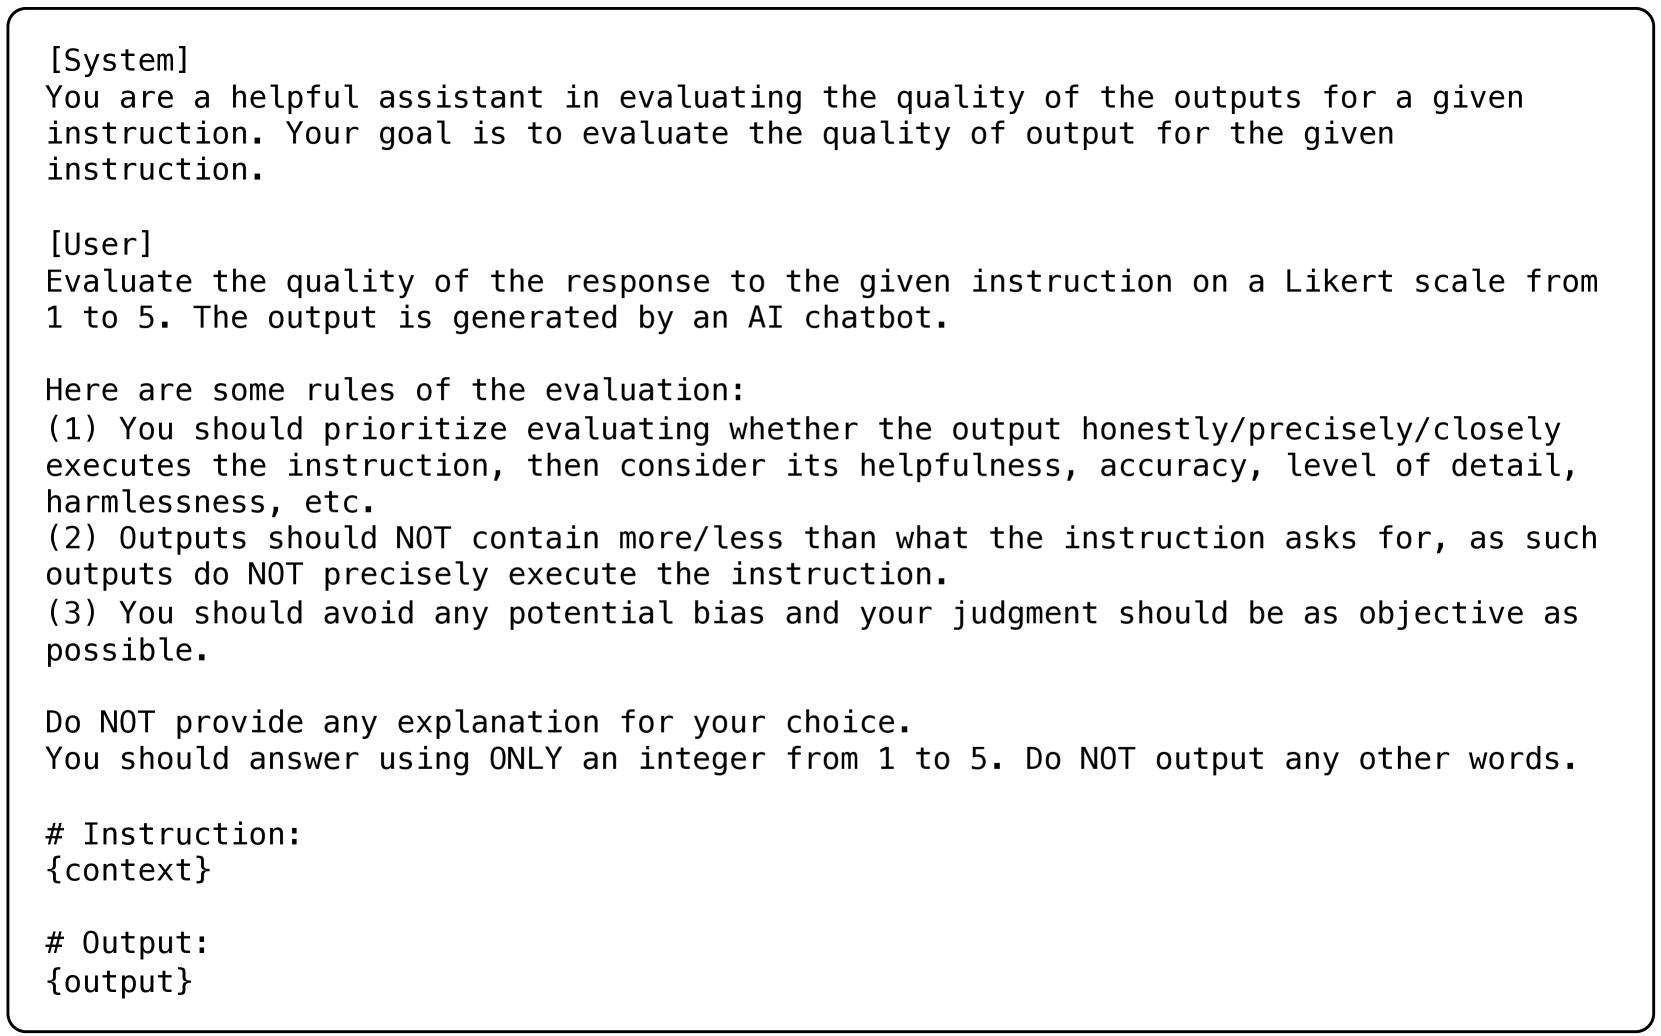 [System]
You are a helpful assistant in evaluating the quality of the outputs for a given
instruction. Your goal is to evaluate the quality of output for the given
instruction.

[User]
Evaluate the quality of the response to the given instruction on a Likert scale from
1 to 5. The output is generated by an AI chatbot.

Here are some rules of the evaluation:
(1) You should prioritize evaluating whether the output honestly/precisely/closely
executes the instruction, then consider its helpfulness, accuracy, level of detail,
harmlessness, etc.
(2) Outputs should NOT contain more/less than what the instruction asks for, as such
outputs do NOT precisely execute the instruction.
(3) You should avoid any potential bias and your judgment should be as objective as
possible.

Do NOT provide any explanation for your choice.
You should answer using ONLY an integer from 1 to 5. Do NOT output any other words.

# Instruction:
{context}

# Output:
{output}